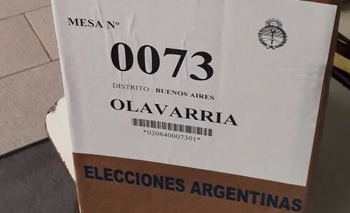 MESA Nº
0073
DISTRITO : BUENOS AIRES
OLAVARRIA
*020840007301*
ELECCIONES ARGENTINAS